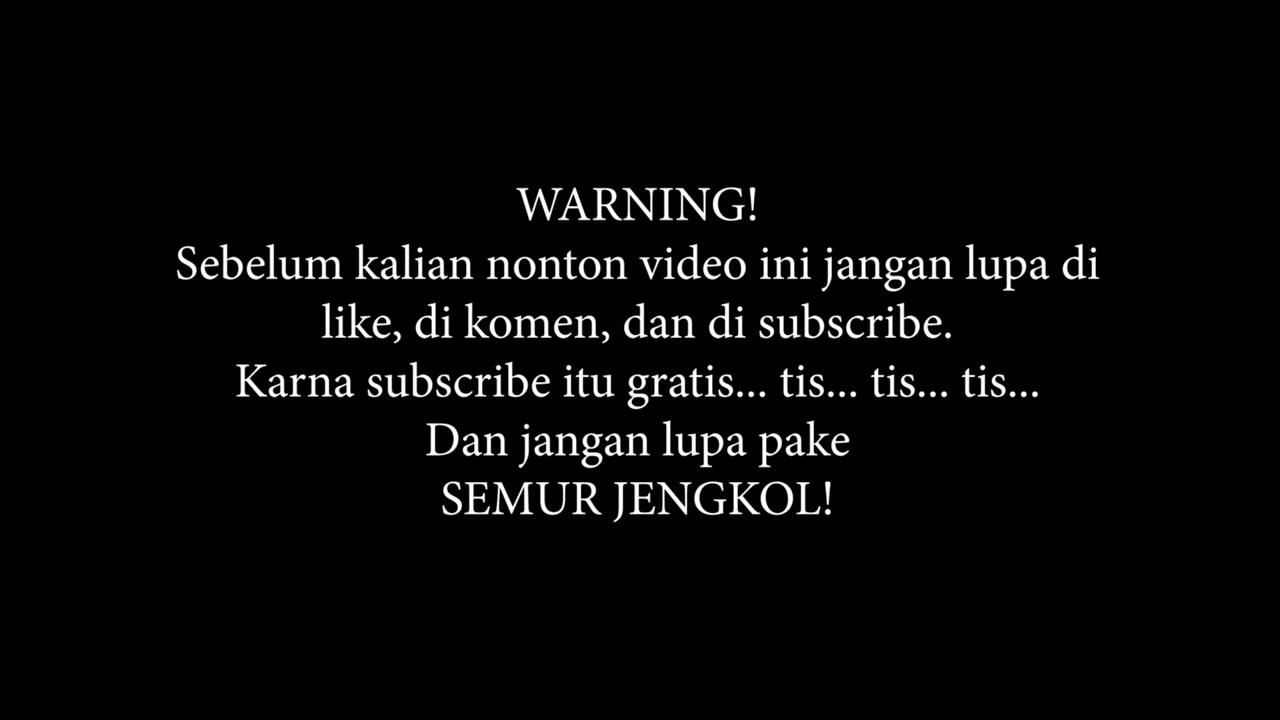 WARNING!
Sebelum kalian nonton video ini jangan lupa di
like, di komen, dan di subscribe.
Karna subscribe itu gratis... tis... tis... tis...
Dan jangan lupa pake
SEMUR JENGKOL!